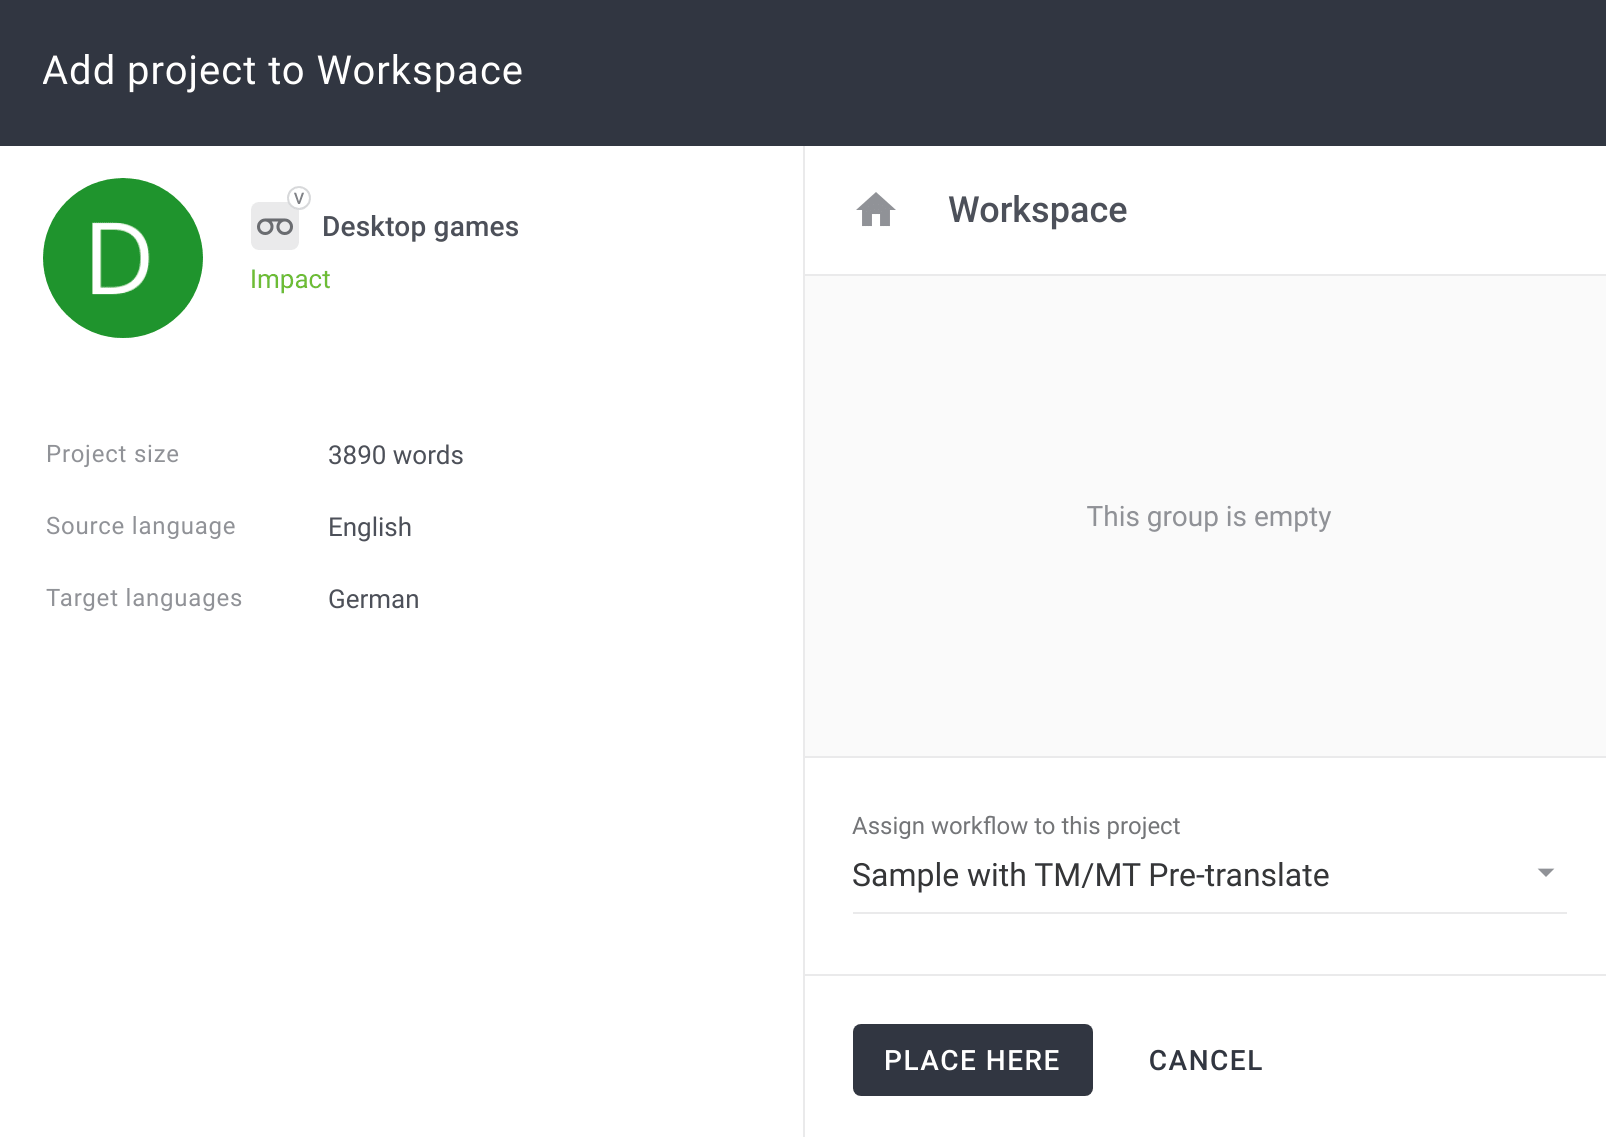 Add project to Workspace
D
V
Desktop games
Impact
Project size 3890 words
Source language English
Target languages German
Workspace
This group is empty
Assign workflow to this project
Sample with TM/MT Pre-translate
PLACE HERE CANCEL